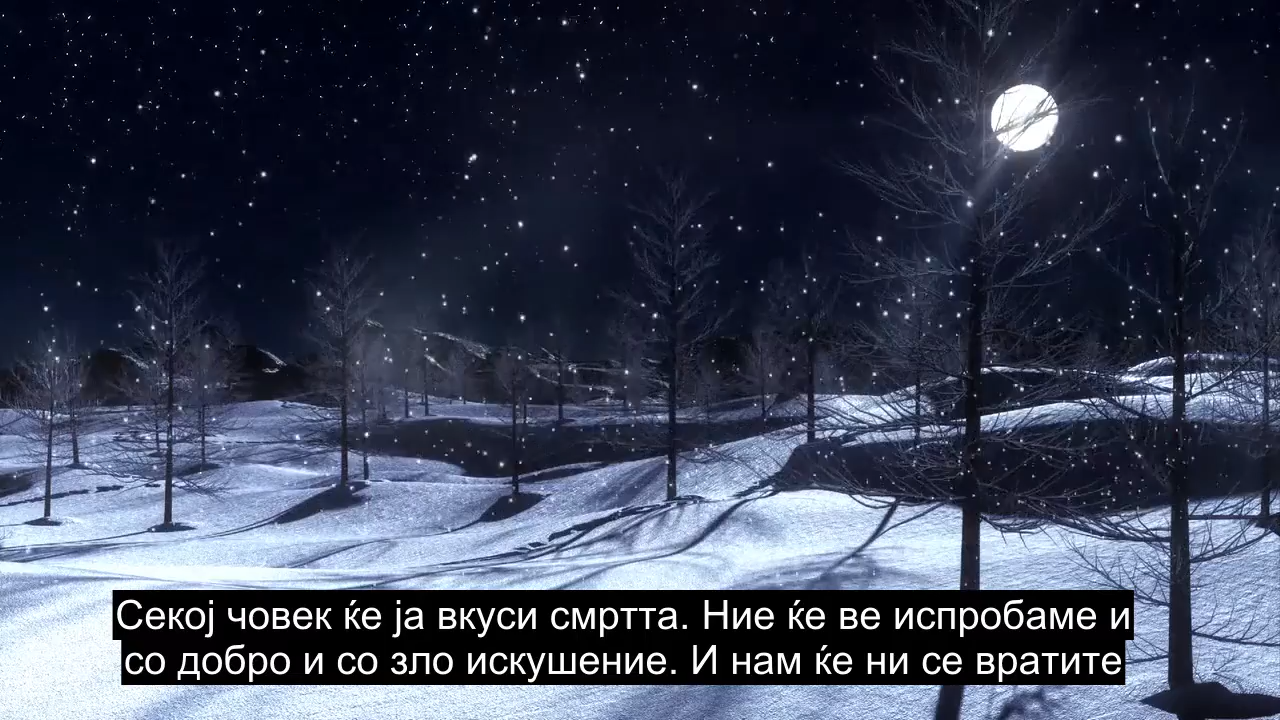 Секој човек ќе ја вкуси смртта. Ние ќе ве испробаме и
со добро и со зло искушение. И нам ќе ни се вратите